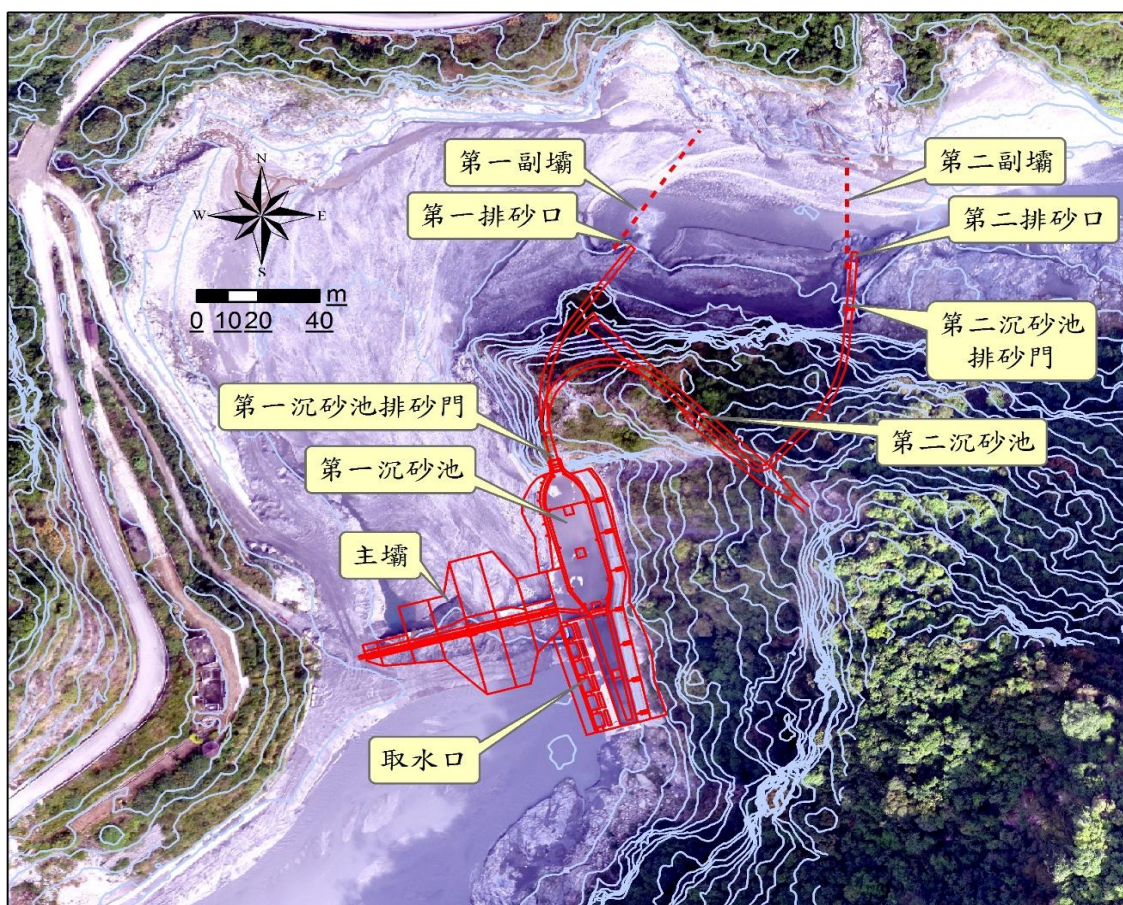 第一副壩
第二副壩
第一排砂口
第二排砂口
N
W
E
S
m
0 10 20 40
第二沉砂池
排砂門
第一沉砂池排砂門
第二沉砂池
第一沉砂池
主壩
取水口